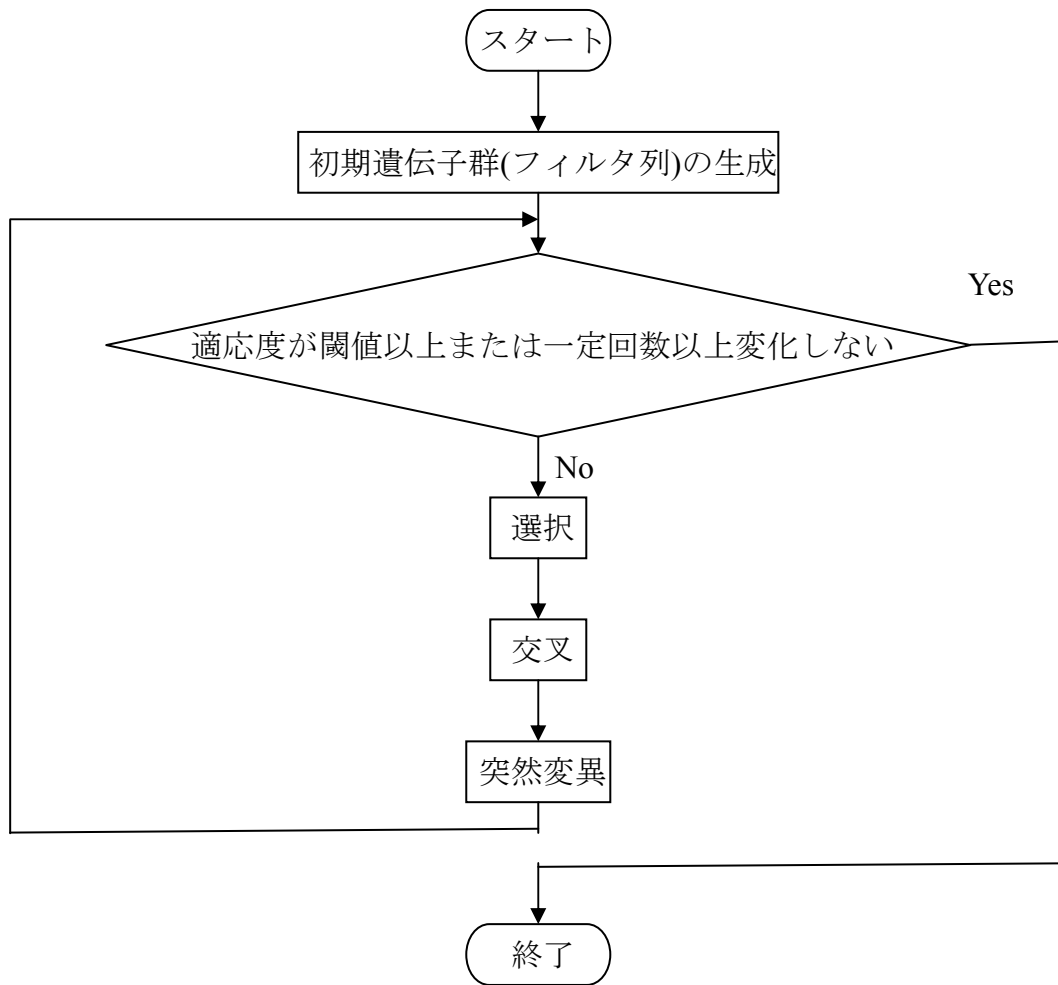 スタート
初期遺伝子群(フィルタ列)の生成
Yes
適応度が閾値以上または一定回数以上変化しない
No
選択
交叉
突然変異
終了